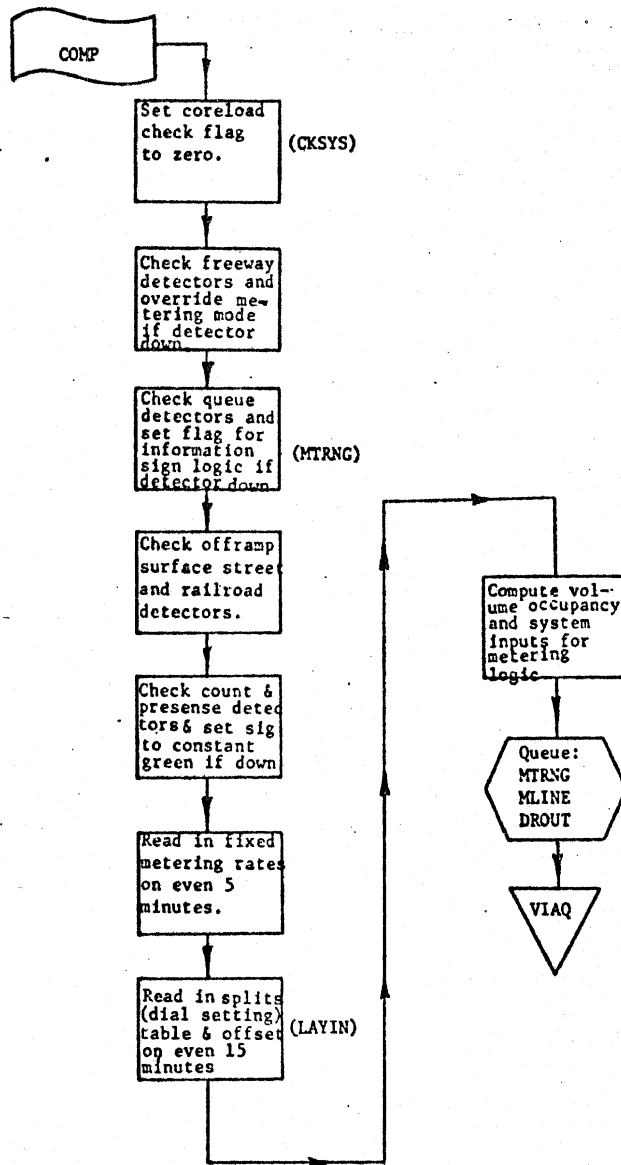 COMP
Set coreload
check flag
to zero.
(CKSYS)
Check freeway
detectors and
override me-
tering mode
if detector
down
Check queue
detectors and
set flag for
information
sign logic if
detector down
(MTRNG)
Check offramp
surface street
and railroad
detectors.
Check count &
presense detec
tors & set sig
to constant
green if down
Read in fixed
metering rates
on even 5
minutes.
Read in splits
(dial setting)
table & offset
on even 15
minutes
(LAYIN)
Compute vol-
ume occupancy
and system
inputs for
metering
logic
Queue:
MTRNG
MLINE
DROUT
VIAQ